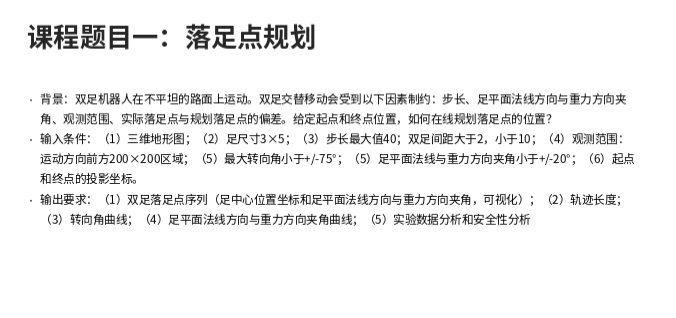 课程题目一：落足点规划
· 背景：双足机器人在不平坦的路面上运动。双足交替移动会受到以下因素制约：步长、足平面法线方向与重力方向夹
角、观测范围、实际落足点与规划落足点的偏差。给定起点和终点位置，如何在线规划落足点的位置？
· 输入条件：（1）三维地形图；（2）足尺寸3×5；（3）步长最大值40；双足间距大于2，小于10；（4）观测范围：
运动方向前方200×200区域；（5）最大转向角小于+/-75°；（5）足平面法线与重力方向夹角小于+/-20°；（6）起点
和终点的投影坐标。
· 输出要求：（1）双足落足点序列（足中心位置坐标和足平面法线方向与重力方向夹角，可视化）；（2）轨迹长度；
（3）转向角曲线；（4）足平面法线方向与重力方向夹角曲线；（5）实验数据分析和安全性分析